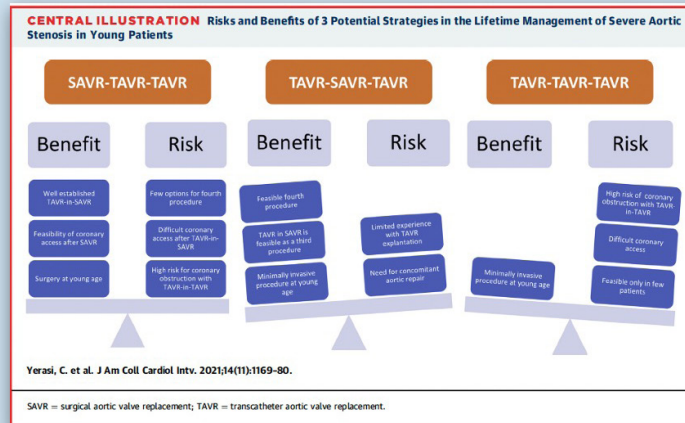 CENTRAL ILLUSTRATION Risks and Benefits of 3 Potential Strategies in the Lifetime Management of Severe Aortic
Stenosis in Young Patients
SAVR-TAVR-TAVR
Benefit
Risk
Well established
TAVR-in-SAVR
Feasibility of coronary
access after SAVR
Surgery at young age
Few options for fourth
procedure
Difficult coronary
access after TAVR-in-
SAVR
High risk for coronary
obstruction with
TAVR-in-TAVR
TAVR-SAVR-TAVR
Benefit
Risk
Feasible fourth
procedure
TAVR in SAVR is
feasible as a third
procedure
Minimally invasive
procedure at young
age
Limited experience
with TAVR
explantation
Need for concomitant
aortic repair
TAVR-TAVR-TAVR
Benefit
Risk
Minimally invasive
procedure at young age
High risk of coronary
obstruction with TAVR-
in-TAVR
Difficult coronary
access
Feasible only in few
patients
Yerasi, C. et al. J Am Coll Cardiol Intv. 2021;14(11):1169–80.
SAVR = surgical aortic valve replacement; TAVR = transcatheter aortic valve replacement.